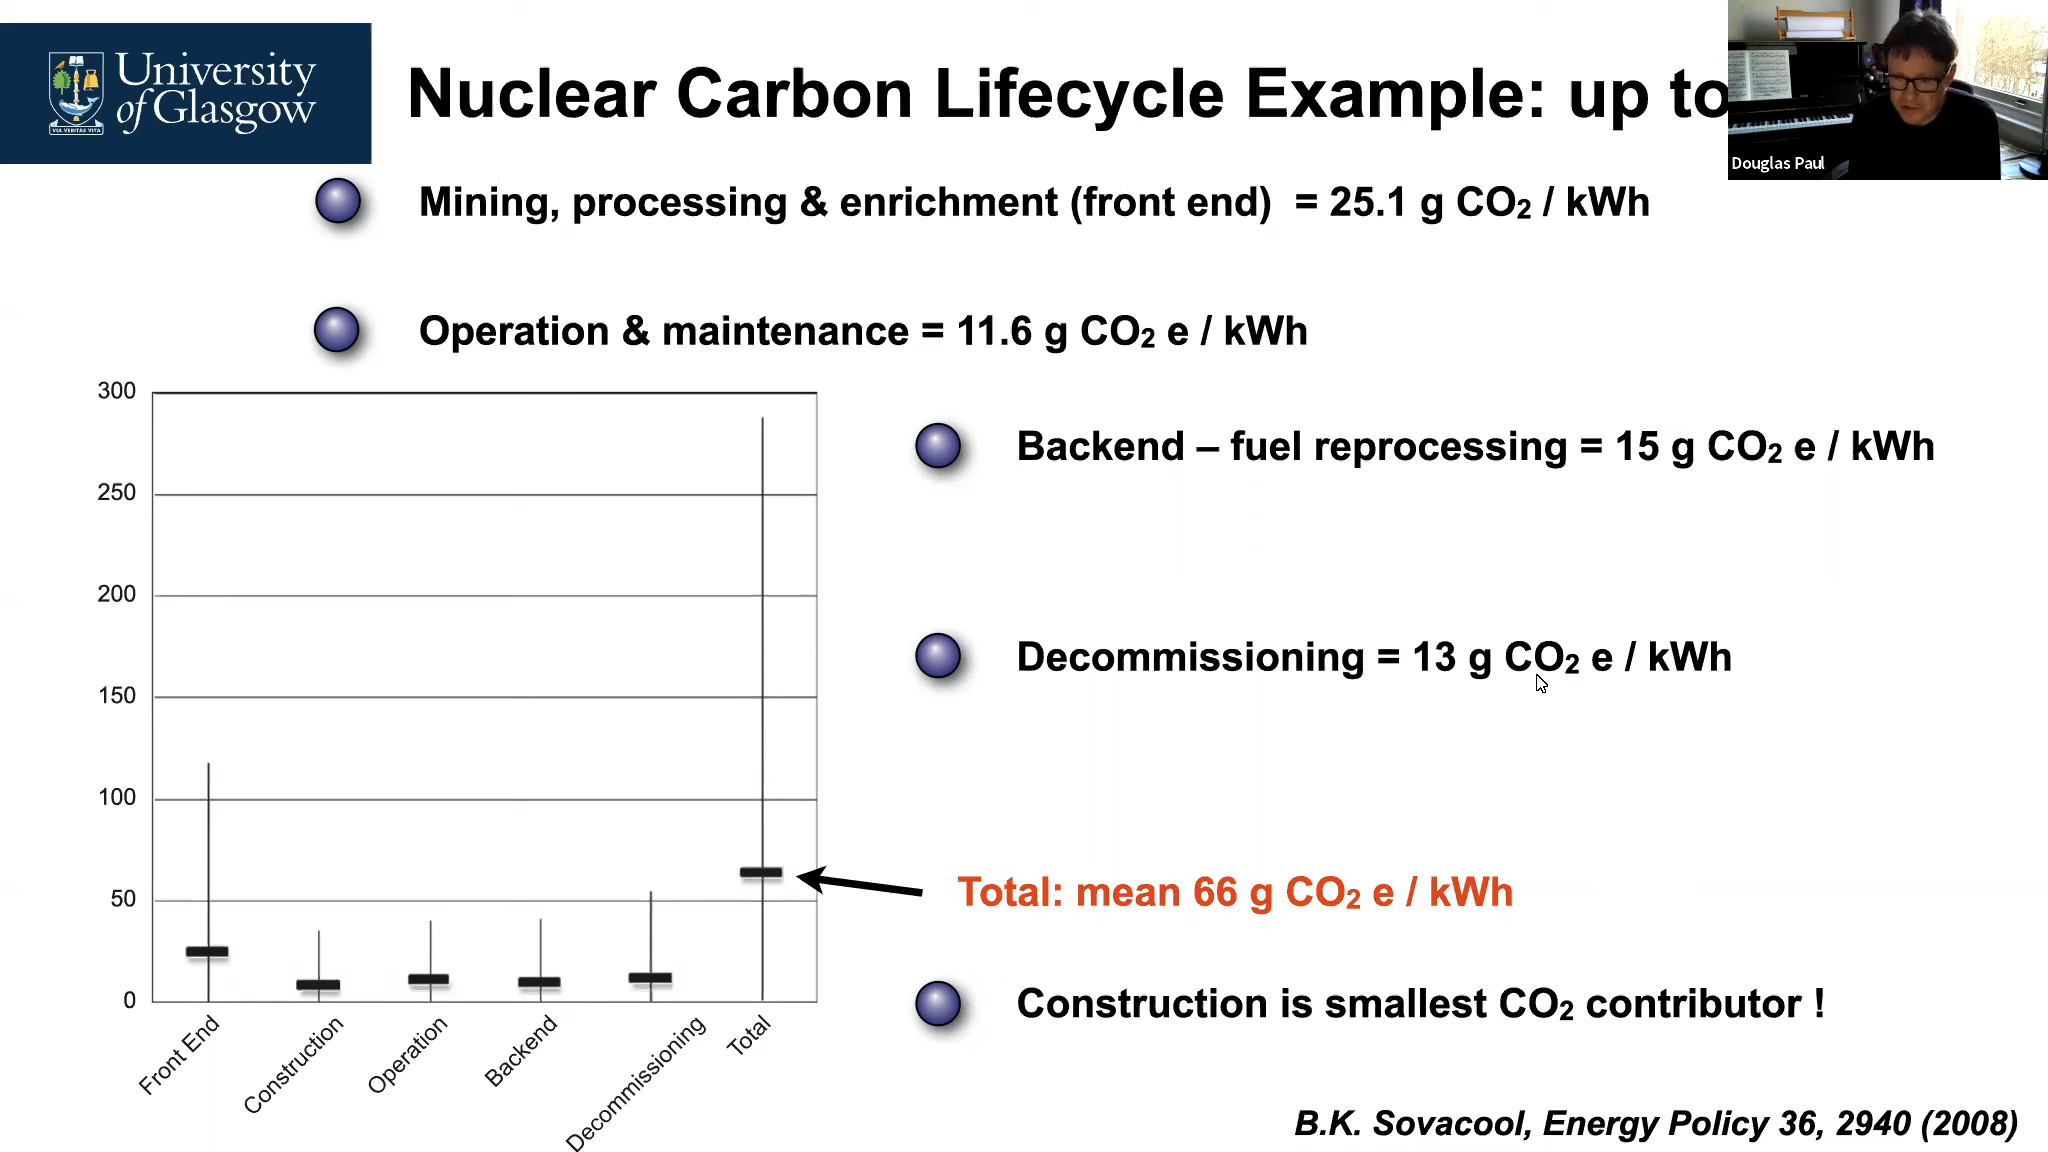 University
of Glasgow
VIA VERITAS VITA
Nuclear Carbon Lifecycle Example: up to
Douglas Paul
Mining, processing & enrichment (front end) = 25.1 g CO₂ / kWh
Operation & maintenance = 11.6 g CO₂ e / kWh
300
250
200
150
100
50
0
Front End
Construction
Operation
Backend
Decommissioning
Total
Backend – fuel reprocessing = 15 g CO₂ e / kWh
Decommissioning = 13 g CO₂ e / kWh
Total: mean 66 g CO₂ e / kWh
Construction is smallest CO₂ contributor !
B.K. Sovacool, Energy Policy 36, 2940 (2008)